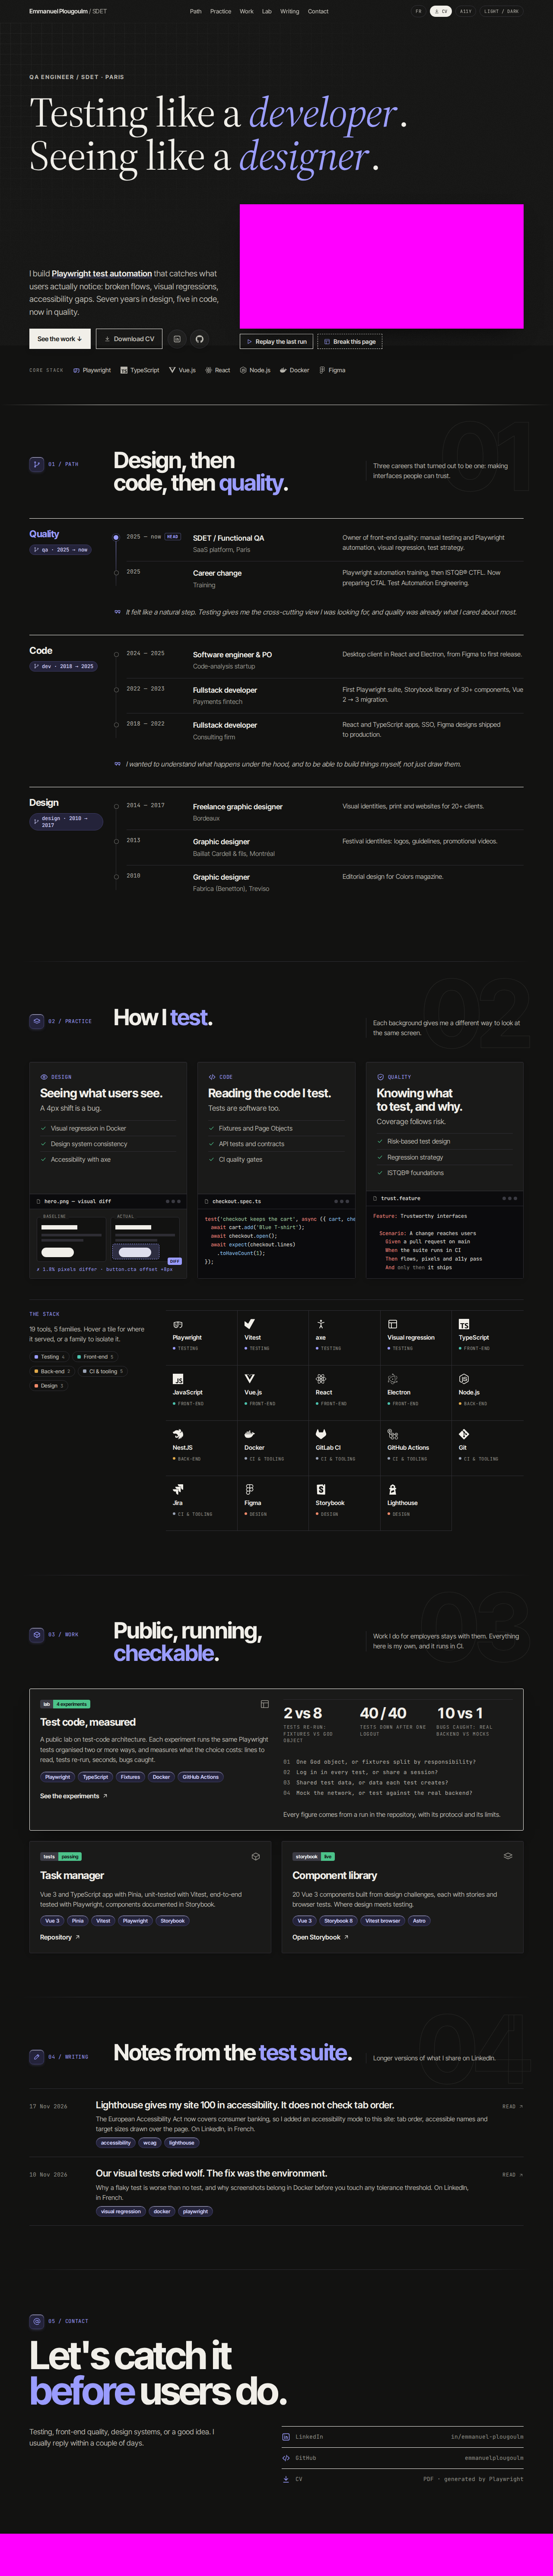 Emmanuel Plougoulm / SDET
Path Practice Work Lab Writing Contact
FR CV A11Y LIGHT / DARK
QA ENGINEER / SDET · PARIS
Testing like a developer.
Seeing like a designer.
I build Playwright test automation that catches what
users actually notice: broken flows, visual regressions,
accessibility gaps. Seven years in design, five in code,
now in quality.
See the work ↓ Download CV
Replay the last run Break this page
CORE STACK Playwright TypeScript Vue.js React Node.js Docker Figma
01
01 / PATH
Design, then
code, then quality.
Three careers that turned out to be one: making
interfaces people can trust.
Quality
qa · 2025 → now
2025 — now HEAD
SDET / Functional QA
SaaS platform, Paris
Owner of front-end quality: manual testing and Playwright
automation, visual regression, test strategy.
2025
Career change
Training
Playwright automation training, then ISTQB® CTFL. Now
preparing CTAL Test Automation Engineering.
It felt like a natural step. Testing gives me the cross-cutting view I was looking for, and quality was already what I cared about most.
Code
dev · 2018 → 2025
2024 — 2025
Software engineer & PO
Code-analysis startup
Desktop client in React and Electron, from Figma to first release.
2022 — 2023
Fullstack developer
Payments fintech
First Playwright suite, Storybook library of 30+ components, Vue
2 → 3 migration.
2018 — 2022
Fullstack developer
Consulting firm
React and TypeScript apps, SSO, Figma designs shipped
to production.
I wanted to understand what happens under the hood, and to be able to build things myself, not just draw them.
Design
design · 2010 →
2017
2014 — 2017
Freelance graphic designer
Bordeaux
Visual identities, print and websites for 20+ clients.
2013
Graphic designer
Baillat Cardell & fils, Montréal
Festival identities: logos, guidelines, promotional videos.
2010
Graphic designer
Fabrica (Benetton), Treviso
Editorial design for Colors magazine.
02
02 / PRACTICE
How I test.
Each background gives me a different way to look at
the same screen.
DESIGN
Seeing what users see.
A 4px shift is a bug.
Visual regression in Docker
Design system consistency
Accessibility with axe
hero.png — visual diff
BASELINE ACTUAL
DIFF
✗ 1.8% pixels differ · button.cta offset +6px
CODE
Reading the code I test.
Tests are software too.
Fixtures and Page Objects
API tests and contracts
CI quality gates
checkout.spec.ts
test('checkout keeps the cart', async ({ cart, che
await cart.add('Blue T-shirt');
await checkout.open();
await expect(checkout.lines)
.toHaveCount(1);
});
QUALITY
Knowing what
to test, and why.
Coverage follows risk.
Risk-based test design
Regression strategy
ISTQB® foundations
trust.feature
Feature: Trustworthy interfaces
Scenario: A change reaches users
Given a pull request on main
When the suite runs in CI
Then flows, pixels and a11y pass
And only then it ships
THE STACK
19 tools, 5 families. Hover a tile for where
it served, or a family to isolate it.
Testing 4 Front-end 5
Back-end 2 CI & tooling 5
Design 3
Playwright
TESTING
Vitest
TESTING
axe
TESTING
Visual regression
TESTING
TypeScript
FRONT-END
JavaScript
FRONT-END
Vue.js
FRONT-END
React
FRONT-END
Electron
FRONT-END
Node.js
BACK-END
NestJS
BACK-END
Docker
CI & TOOLING
GitLab CI
CI & TOOLING
GitHub Actions
CI & TOOLING
Git
CI & TOOLING
Jira
CI & TOOLING
Figma
DESIGN
Storybook
DESIGN
Lighthouse
DESIGN
03
03 / WORK
Public, running,
checkable.
Work I do for employers stays with them. Everything
here is my own, and it runs in CI.
lab 4 experiments
Test code, measured
A public lab on test-code architecture. Each experiment runs the same Playwright
tests organised two or more ways, and measures what the choice costs: lines to
read, tests re-run, seconds, bugs caught.
Playwright TypeScript Fixtures Docker GitHub Actions
See the experiments ↗
2 vs 8
TESTS RE-RUN:
FIXTURES VS GOD
OBJECT
40 / 40
TESTS DOWN AFTER ONE
LOGOUT
10 vs 1
BUGS CAUGHT: REAL
BACKEND VS MOCKS
01 One God object, or fixtures split by responsibility?
02 Log in in every test, or share a session?
03 Shared test data, or data each test creates?
04 Mock the network, or test against the real backend?
Every figure comes from a run in the repository, with its protocol and its limits.
tests passing
Task manager
Vue 3 and TypeScript app with Pinia, unit-tested with Vitest, end-to-end
tested with Playwright, components documented in Storybook.
Vue 3 Pinia Vitest Playwright Storybook
Repository ↗
storybook live
Component library
20 Vue 3 components built from design challenges, each with stories and
browser tests. Where design meets testing.
Vue 3 Storybook 8 Vitest browser Astro
Open Storybook ↗
04
04 / WRITING
Notes from the test suite.
Longer versions of what I share on LinkedIn.
17 Nov 2026
Lighthouse gives my site 100 in accessibility. It does not check tab order.
READ ↗
The European Accessibility Act now covers consumer banking, so I added an accessibility mode to this site: tab order, accessible names and
target sizes drawn over the page. On LinkedIn, in French.
accessibility wcag lighthouse
10 Nov 2026
Our visual tests cried wolf. The fix was the environment.
READ ↗
Why a flaky test is worse than no test, and why screenshots belong in Docker before you touch any tolerance threshold. On LinkedIn,
in French.
visual regression docker playwright
05 / CONTACT
Let's catch it
before users do.
Testing, front-end quality, design systems, or a good idea. I
usually reply within a couple of days.
LinkedIn in/emmanuel-plougoulm
GitHub emmanuelplougoulm
CV PDF · generated by Playwright